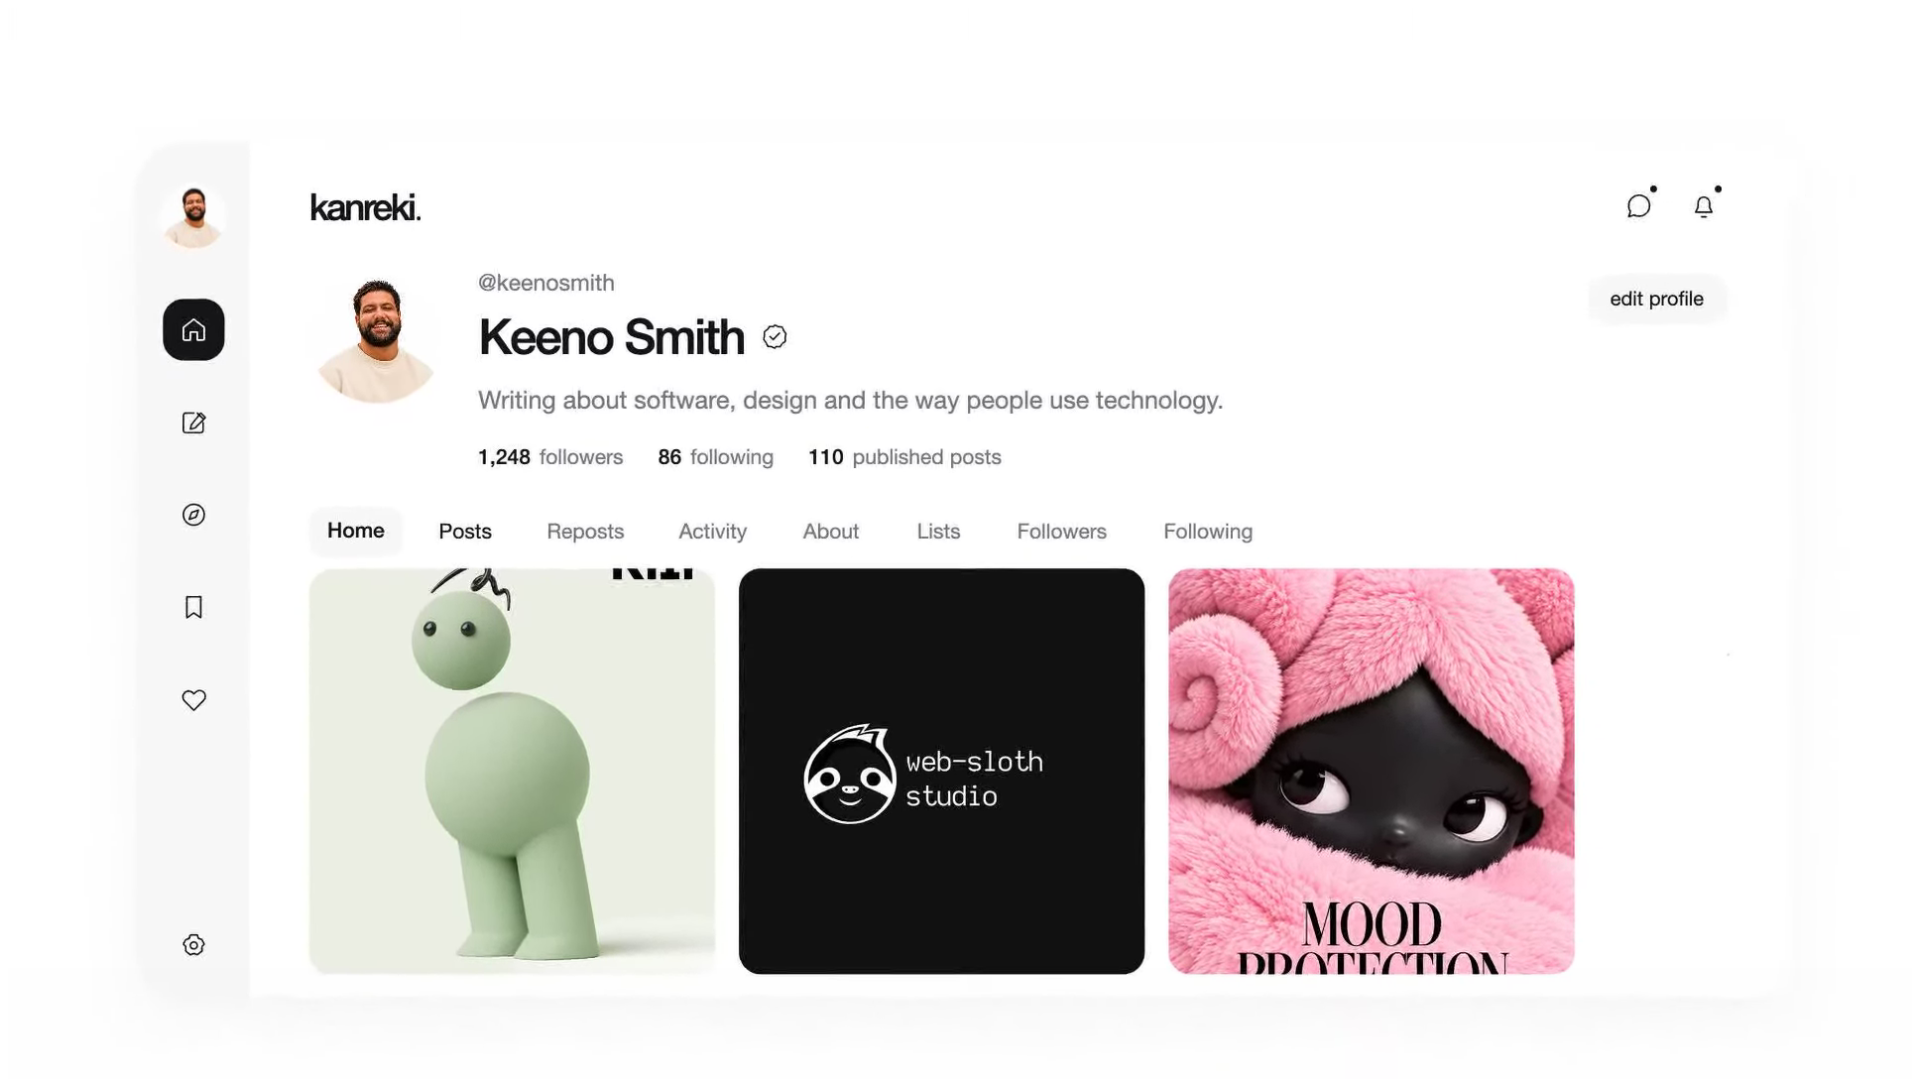 kanreki.
@keenosmith
edit profile
Keeno Smith
Writing about software, design and the way people use technology.
1,248 followers 86 following 110 published posts
Home Posts Reposts Activity About Lists Followers Following
web-sloth
studio
MOOD
PROTECTION